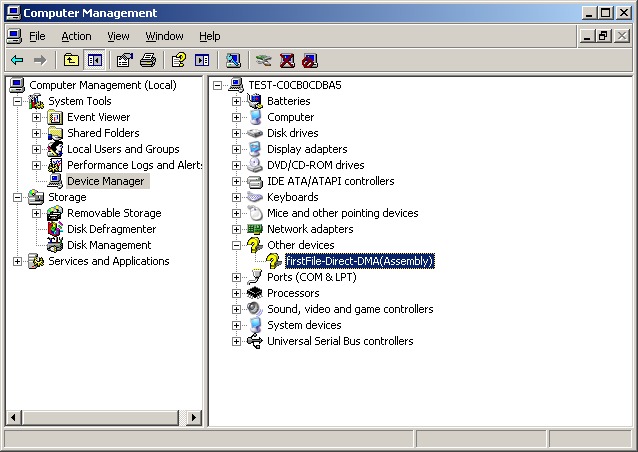 Computer Management
File Action View Window Help
Computer Management (Local)
System Tools
Event Viewer
Shared Folders
Local Users and Groups
Performance Logs and Alerts
Device Manager
Storage
Removable Storage
Disk Defragmenter
Disk Management
Services and Applications
TEST-C0CB0CDBA5
Batteries
Computer
Disk drives
Display adapters
DVD/CD-ROM drives
IDE ATA/ATAPI controllers
Keyboards
Mice and other pointing devices
Network adapters
Other devices
firstFile-Direct-DMA(Assembly)
Ports (COM & LPT)
Processors
Sound, video and game controllers
System devices
Universal Serial Bus controllers